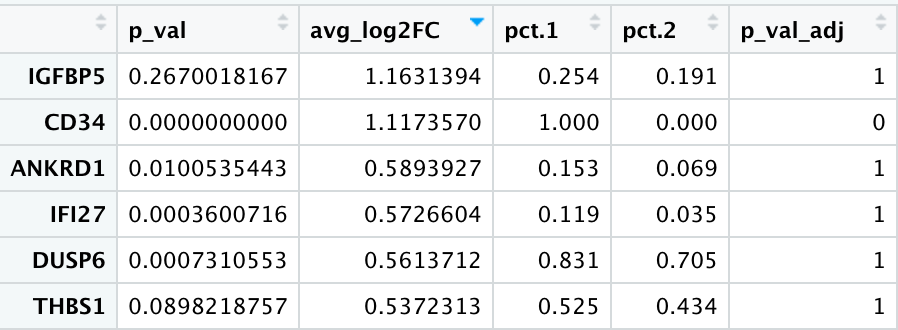 p_val avg_log2FC pct.1 pct.2 p_val_adj
IGFBP5 0.2670018167 1.1631394 0.254 0.191 1
CD34 0.0000000000 1.1173570 1.000 0.000 0
ANKRD1 0.0100535443 0.5893927 0.153 0.069 1
IFI27 0.0003600716 0.5726604 0.119 0.035 1
DUSP6 0.0007310553 0.5613712 0.831 0.705 1
THBS1 0.0898218757 0.5372313 0.525 0.434 1